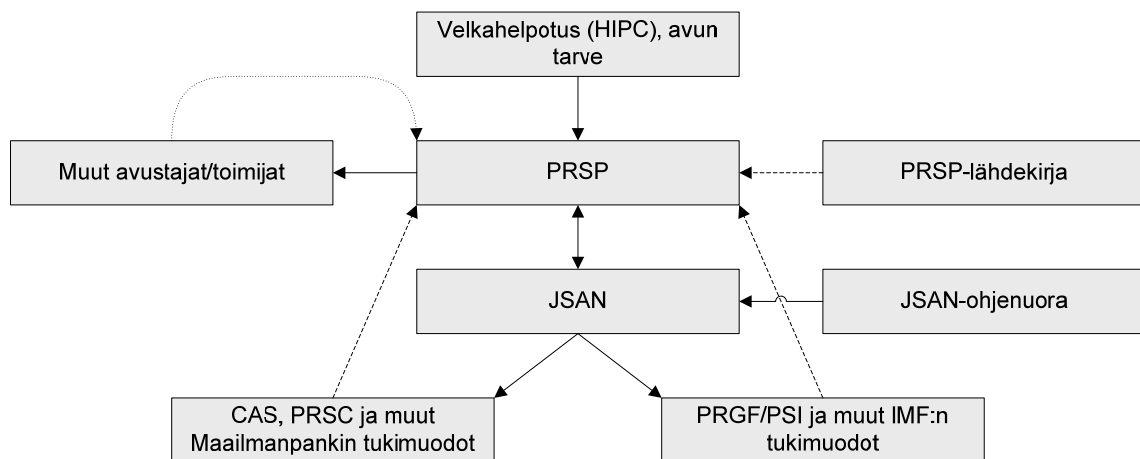 Velkahelpotus (HIPC), avun
tarve
Muut avustajat/toimijat
PRSP
PRSP-lähdekirja
JSAN
JSAN-ohjenuora
CAS, PRSC ja muut
Maailmanpankin tukimuodot
PRGF/PSI ja muut IMF:n
tukimuodot